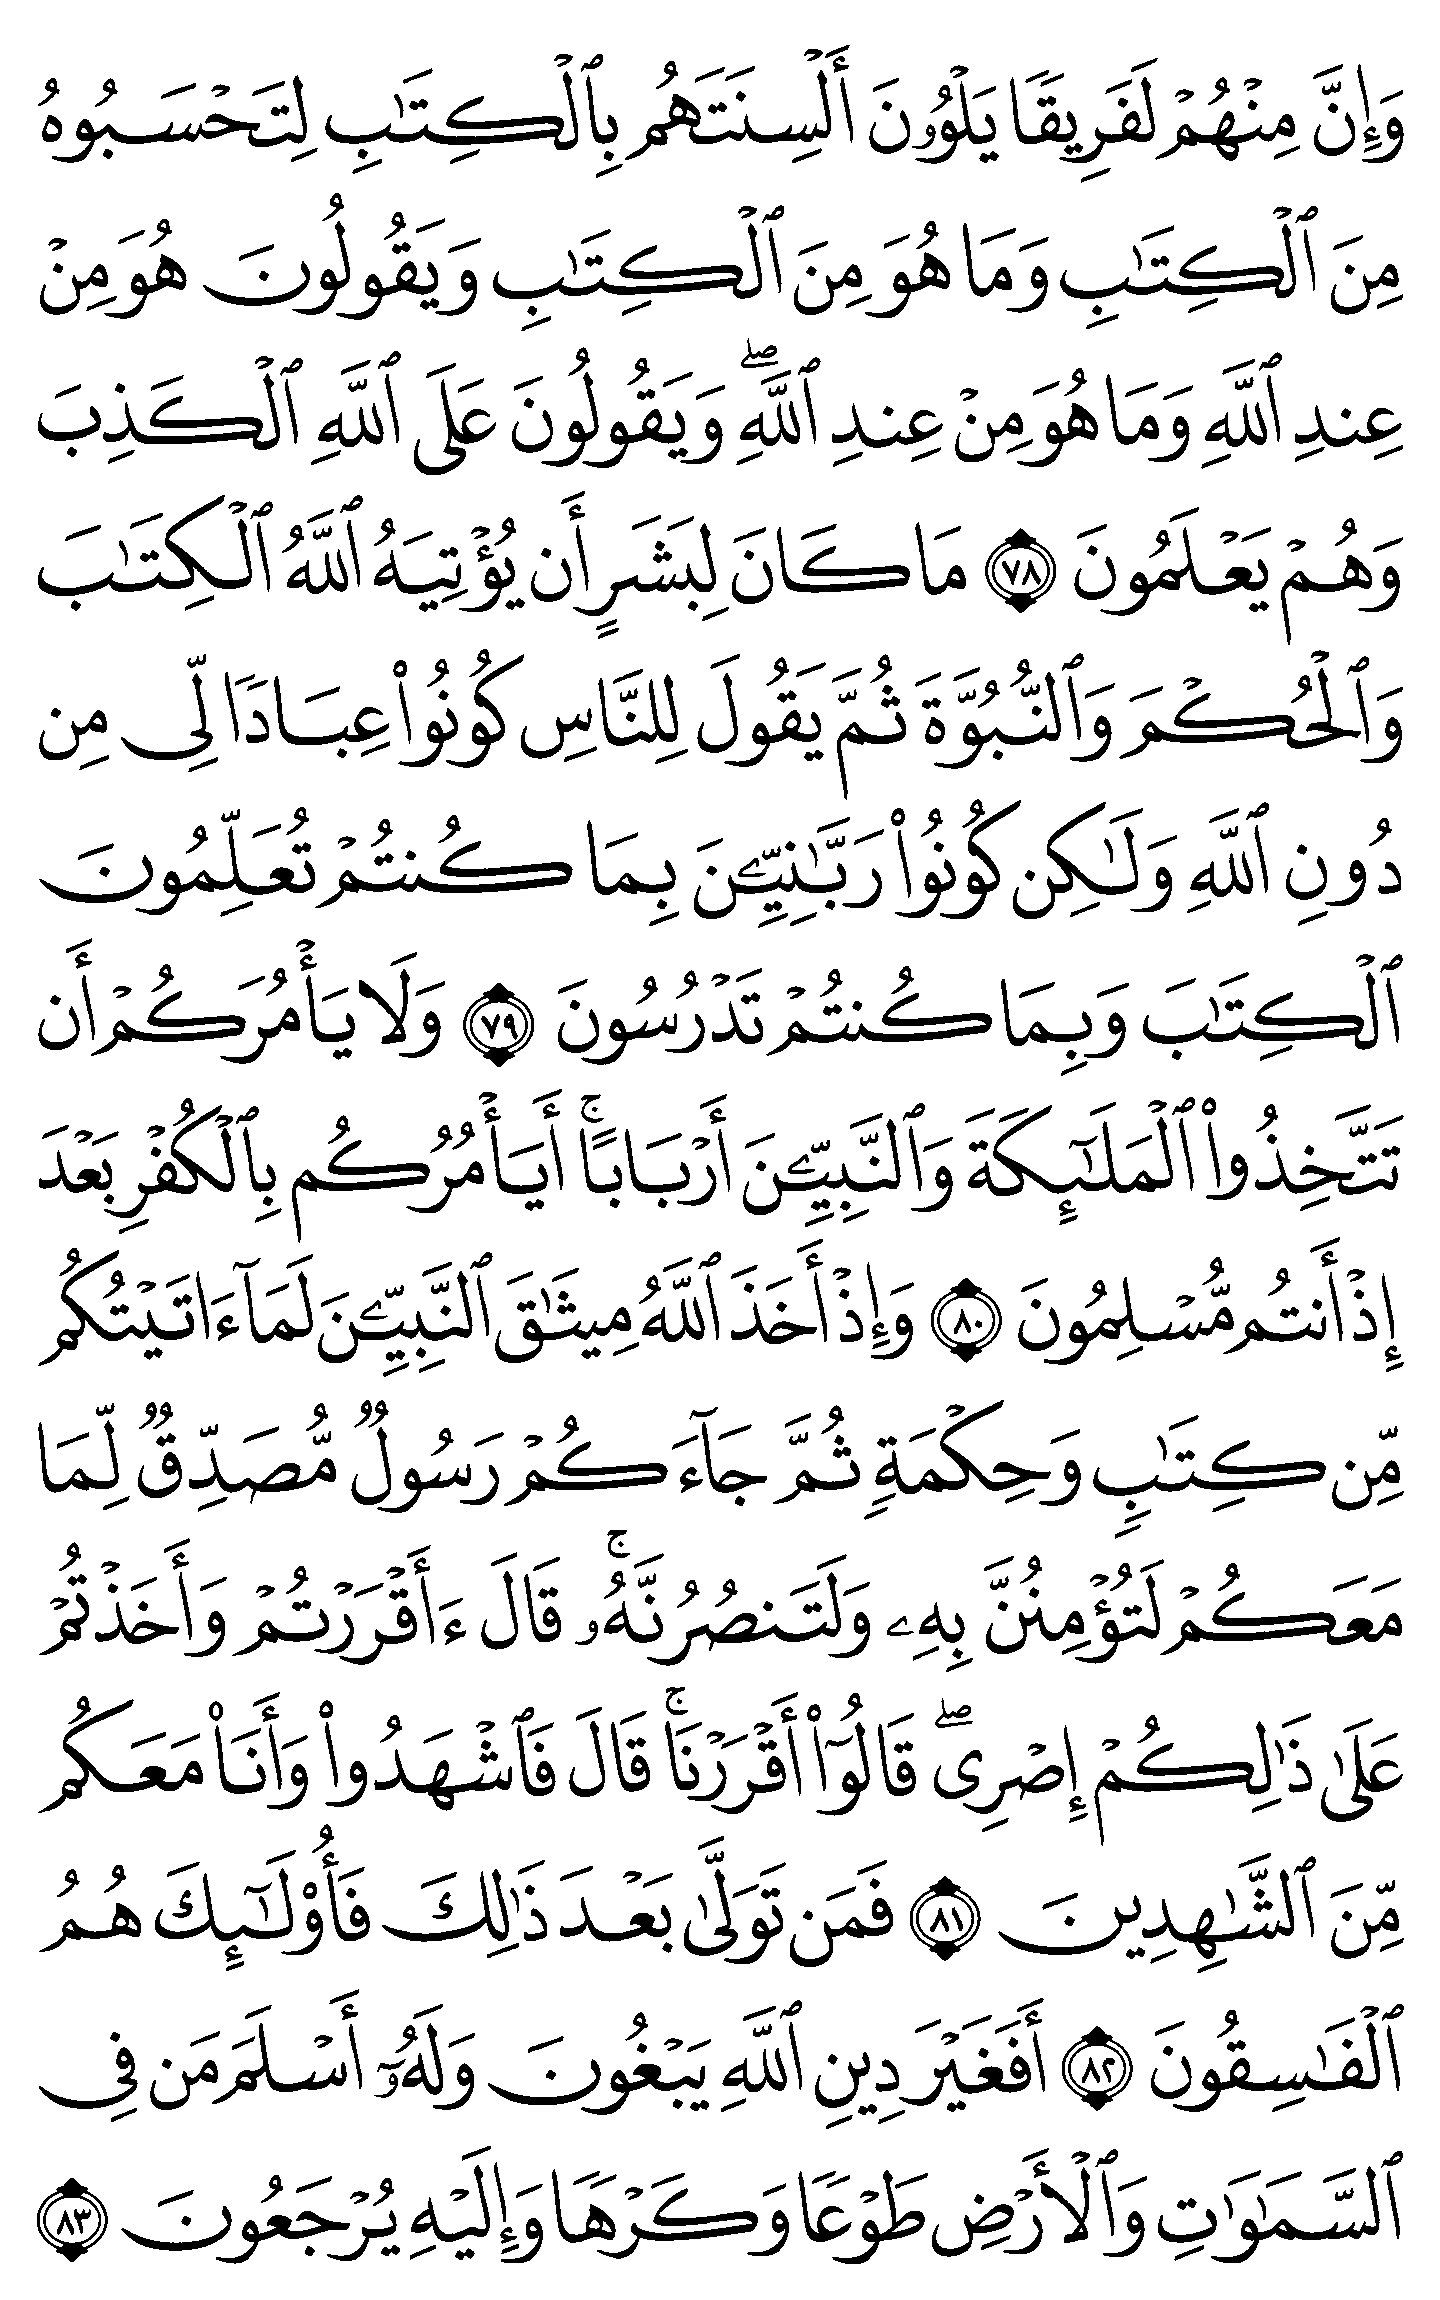 وَإِنَّ مِنۡهُمۡ لَفَرِيقٗا يَلۡوُۥنَ أَلۡسِنَتَهُم بِٱلۡكِتَٰبِ لِتَحۡسَبُوهُ
مِنَ ٱلۡكِتَٰبِ وَمَا هُوَ مِنَ ٱلۡكِتَٰبِ وَيَقُولُونَ هُوَ مِنۡ
عِندِ ٱللَّهِ وَمَا هُوَ مِنۡ عِندِ ٱللَّهِۖ وَيَقُولُونَ عَلَى ٱللَّهِ ٱلۡكَذِبَ
وَهُمۡ يَعۡلَمُونَ ٧٨ مَا كَانَ لِبَشَرٍ أَن يُؤۡتِيَهُ ٱللَّهُ ٱلۡكِتَٰبَ
وَٱلۡحُكۡمَ وَٱلنُّبُوَّةَ ثُمَّ يَقُولَ لِلنَّاسِ كُونُواْ عِبَادٗا لِّي مِن
دُونِ ٱللَّهِ وَلَٰكِن كُونُواْ رَبَّٰنِيِّـۧنَ بِمَا كُنتُمۡ تُعَلِّمُونَ
ٱلۡكِتَٰبَ وَبِمَا كُنتُمۡ تَدۡرُسُونَ ٧٩ وَلَا يَأۡمُرَكُمۡ أَن
تَتَّخِذُواْ ٱلۡمَلَٰٓئِكَةَ وَٱلنَّبِيِّـۧنَ أَرۡبَابًاۚ أَيَأۡمُرُكُم بِٱلۡكُفۡرِ بَعۡدَ
إِذۡ أَنتُم مُّسۡلِمُونَ ٨٠ وَإِذۡ أَخَذَ ٱللَّهُ مِيثَٰقَ ٱلنَّبِيِّـۧنَ لَمَآ ءَاتَيۡتُكُم
مِّن كِتَٰبٖ وَحِكۡمَةٖ ثُمَّ جَآءَكُمۡ رَسُولٞ مُّصَدِّقٞ لِّمَا
مَعَكُمۡ لَتُؤۡمِنُنَّ بِهِۦ وَلَتَنصُرُنَّهُۥۚ قَالَ ءَأَقۡرَرۡتُمۡ وَأَخَذۡتُمۡ
عَلَىٰ ذَٰلِكُمۡ إِصۡرِيۖ قَالُوٓاْ أَقۡرَرۡنَاۚ قَالَ فَٱشۡهَدُواْ وَأَنَا۠ مَعَكُم
مِّنَ ٱلشَّٰهِدِينَ ٨١ فَمَن تَوَلَّىٰ بَعۡدَ ذَٰلِكَ فَأُوْلَٰٓئِكَ هُمُ
ٱلۡفَٰسِقُونَ ٨٢ أَفَغَيۡرَ دِينِ ٱللَّهِ يَبۡغُونَ وَلَهُۥٓ أَسۡلَمَ مَن فِي
ٱلسَّمَٰوَٰتِ وَٱلۡأَرۡضِ طَوۡعٗا وَكَرۡهٗا وَإِلَيۡهِ يُرۡجَعُونَ ٨٣